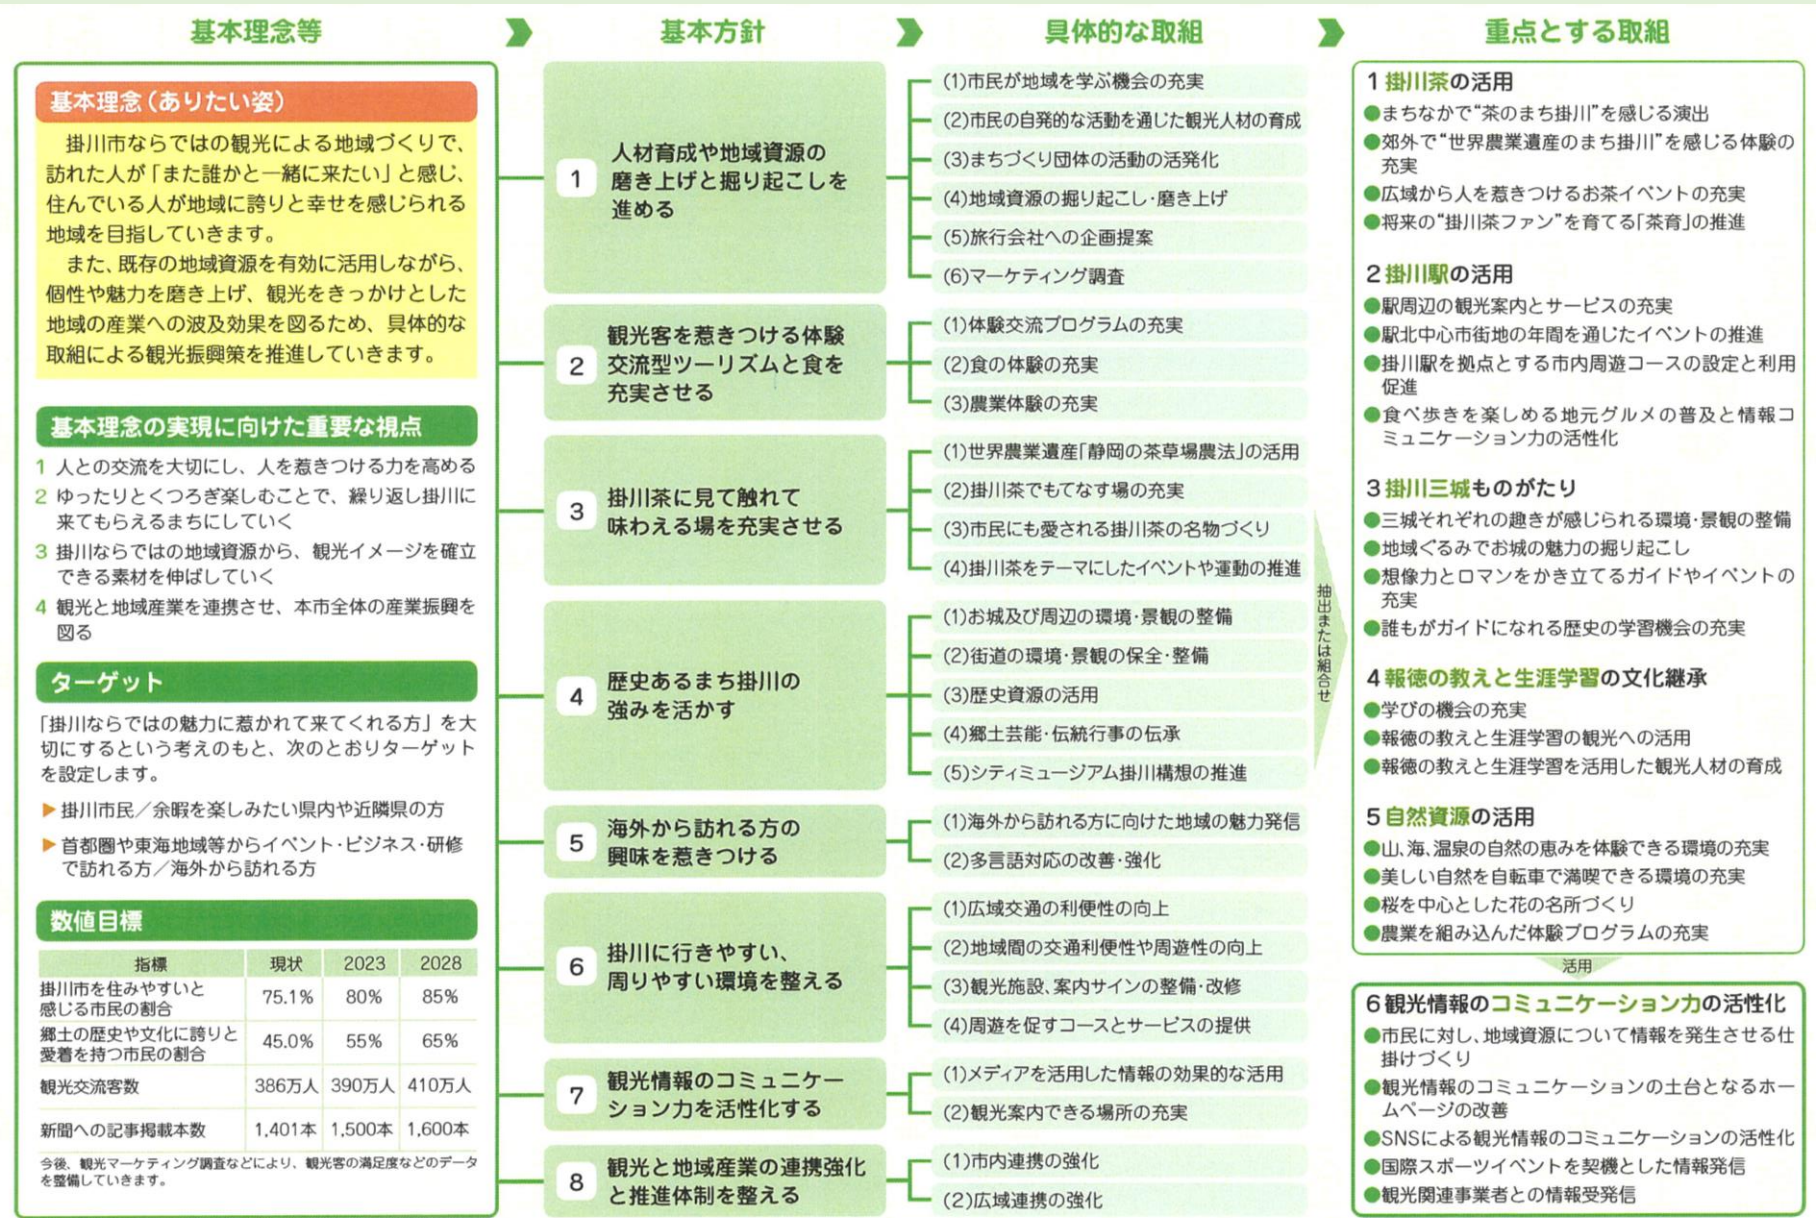 基本理念等
基本方針
具体的な取組
重点とする取組
基本理念(ありたい姿)
掛川市ならではの観光による地域づくりで、
訪れた人が「また誰かと一緒に来たい」と感じ、
住んでいる人が地域に誇りと幸せを感じられる
地域を目指していきます。
また、既存の地域資源を有効に活用しながら、
個性や魅力を磨き上げ、観光をきっかけとした
地域の産業への波及効果を図るため、具体的な
取組による観光振興策を推進していきます。
基本理念の実現に向けた重要な視点
1 人との交流を大切にし、人を惹きつける力を高める
2 ゆったりとくつろぎ楽しむことで、繰り返し掛川に
来てもらえるまちにしていく
3 掛川ならではの地域資源から、観光イメージを確立
できる素材を伸ばしていく
4 観光と地域産業を連携させ、本市全体の産業振興を
図る
ターゲット
「掛川ならではの魅力に惹かれて来てくれる方」を大
切にするという考えのもと、次のとおりターゲット
を設定します。
▶掛川市民/余暇を楽しみたい県内や近隣県の方
▶首都圏や東海地域等からイベント・ビジネス・研修
で訪れる方/海外から訪れる方
数値目標
指標 現状 2023 2028
掛川市を住みやすいと
感じる市民の割合 75.1% 80% 85%
郷土の歴史や文化に誇りと
愛着を持つ市民の割合 45.0% 55% 65%
観光交流客数 386万人 390万人 410万人
新聞への記事掲載本数 1,401本 1,500本 1,600本
今後、観光マーケティング調査などにより、観光客の満足度などのデータ
を整備していきます。
1 人材育成や地域資源の
磨き上げと掘り起こしを
進める
(1)市民が地域を学ぶ機会の充実
(2)市民の自発的な活動を通じた観光人材の育成
(3)まちづくり団体の活動の活発化
(4)地域資源の掘り起こし・磨き上げ
(5)旅行会社への企画提案
(6)マーケティング調査
2 観光客を惹きつける体験
交流型ツーリズムと食を
充実させる
(1)体験交流プログラムの充実
(2)食の体験の充実
(3)農業体験の充実
3 掛川茶に見て触れて
味わえる場を充実させる
(1)世界農業遺産「静岡の茶草場農法」の活用
(2)掛川茶でもてなす場の充実
(3)市民にも愛される掛川茶の名物づくり
(4)掛川茶をテーマにしたイベントや運動の推進
4 歴史あるまち掛川の
強みを活かす
(1)お城及び周辺の環境・景観の整備
(2)街道の環境・景観の保全・整備
(3)歴史資源の活用
(4)郷土芸能・伝統行事の伝承
(5)シティミュージアム掛川構想の推進
5 海外から訪れる方の
興味を惹きつける
(1)海外から訪れる方に向けた地域の魅力発信
(2)多言語対応の改善・強化
6 掛川に行きやすい、
周りやすい環境を整える
(1)広域交通の利便性の向上
(2)地域間の交通利便性や周遊性の向上
(3)観光施設、案内サインの整備・改修
(4)周遊を促すコースとサービスの提供
7 観光情報のコミュニケー
ション力を活性化する
(1)メディアを活用した情報の効果的な活用
(2)観光案内できる場所の充実
8 観光と地域産業の連携強化
と推進体制を整える
(1)市内連携の強化
(2)広域連携の強化
抽出または組合せ
1 掛川茶の活用
●まちなかで“茶のまち掛川”を感じる演出
●郊外で“世界農業遺産のまち掛川”を感じる体験の
充実
●広域から人を惹きつけるお茶イベントの充実
●将来の“掛川茶ファン”を育てる「茶育」の推進
2 掛川駅の活用
●駅周辺の観光案内とサービスの充実
●駅北中心市街地の年間を通じたイベントの推進
●掛川駅を拠点とする市内周遊コースの設定と利用
促進
●食べ歩きを楽しめる地元グルメの普及と情報コ
ミュニケーション力の活性化
3 掛川三城ものがたり
●三城それぞれの趣きが感じられる環境・景観の整備
●地域ぐるみでお城の魅力の掘り起こし
●想像力とロマンをかき立てるガイドやイベントの
充実
●誰もがガイドになれる歴史の学習機会の充実
4 報徳の教えと生涯学習の文化継承
●学びの機会の充実
●報徳の教えと生涯学習の観光への活用
●報徳の教えと生涯学習を活用した観光人材の育成
5 自然資源の活用
●山、海、温泉の自然の恵みを体験できる環境の充実
●美しい自然を自転車で満喫できる環境の充実
●桜を中心とした花の名所づくり
●農業を組み込んだ体験プログラムの充実
活用
6 観光情報のコミュニケーション力の活性化
●市民に対し、地域資源について情報を発生させる仕
掛けづくり
●観光情報のコミュニケーションの土台となるホー
ムページの改善
●SNSによる観光情報のコミュニケーションの活性化
●国際スポーツイベントを契機とした情報発信
●観光関連事業者との情報受発信